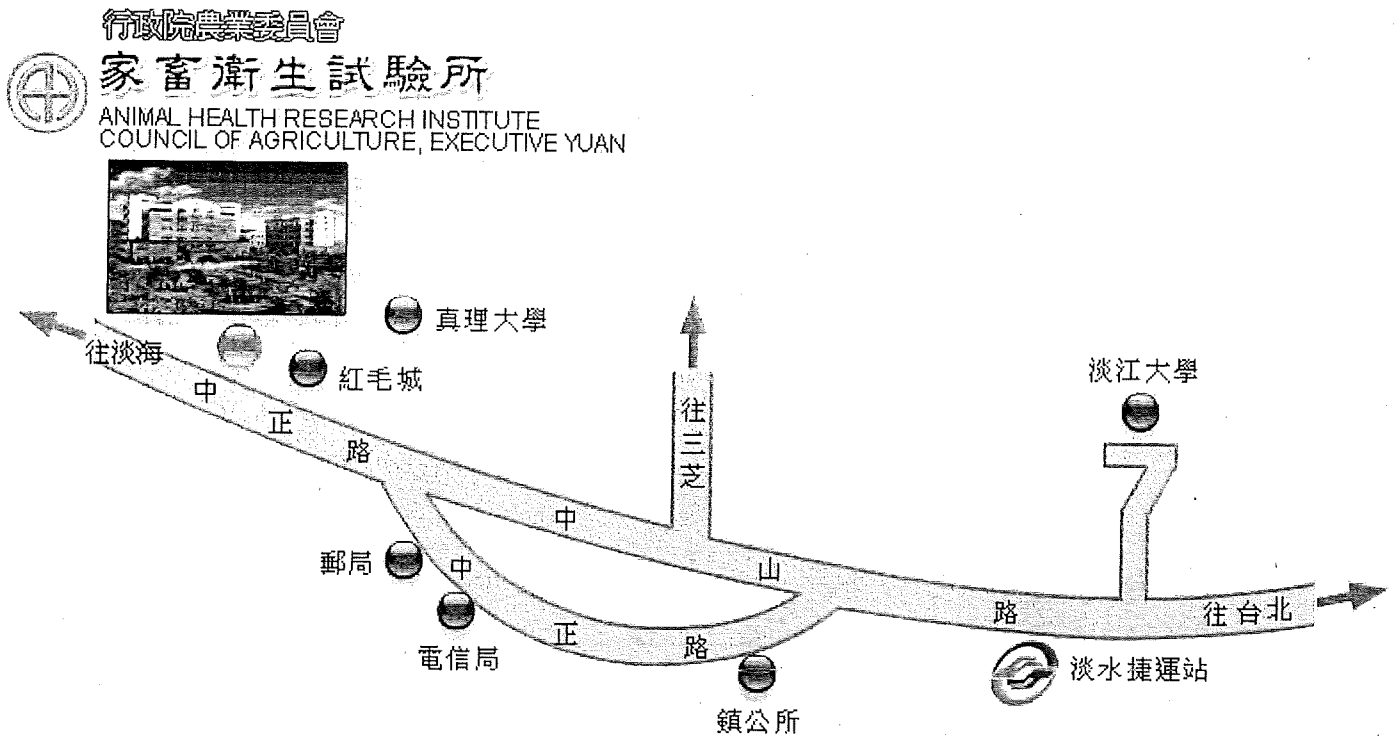 行政院農業委員會
家畜衛生試驗所
ANIMAL HEALTH RESEARCH INSTITUTE
COUNCIL OF AGRICULTURE, EXECUTIVE YUAN
真理大學
往淡海
紅毛城
淡江大學
中正路
往三芝
中山路
郵局
中正路
電信局
往台北
淡水捷運站
鎮公所